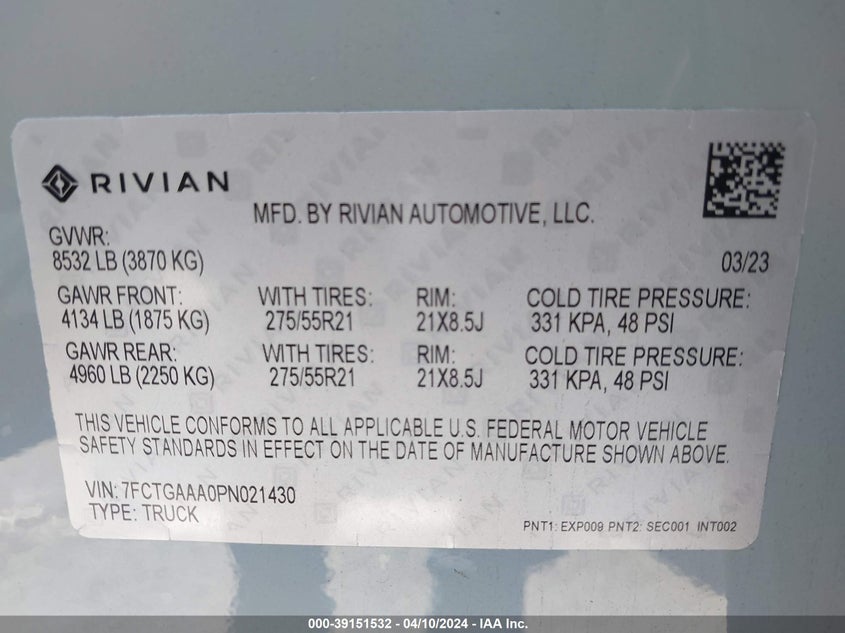 RIVIAN
MFD. BY RIVIAN AUTOMOTIVE, LLC.
GVWR:
8532 LB (3870 KG)
03/23
GAWR FRONT: WITH TIRES: RIM: COLD TIRE PRESSURE:
4134 LB (1875 KG) 275/55R21 21X8.5J 331 KPA, 48 PSI
GAWR REAR: WITH TIRES: RIM: COLD TIRE PRESSURE:
4960 LB (2250 KG) 275/55R21 21X8.5J 331 KPA, 48 PSI
THIS VEHICLE CONFORMS TO ALL APPLICABLE U.S. FEDERAL MOTOR VEHICLE
SAFETY STANDARDS IN EFFECT ON THE DATE OF MANUFACTURE SHOWN ABOVE.
VIN: 7FCTGAAA0PN021430
TYPE: TRUCK
PNT1: EXP009 PNT2: SEC001 INT002
000-39151532 - 04/10/2024 - IAA Inc.